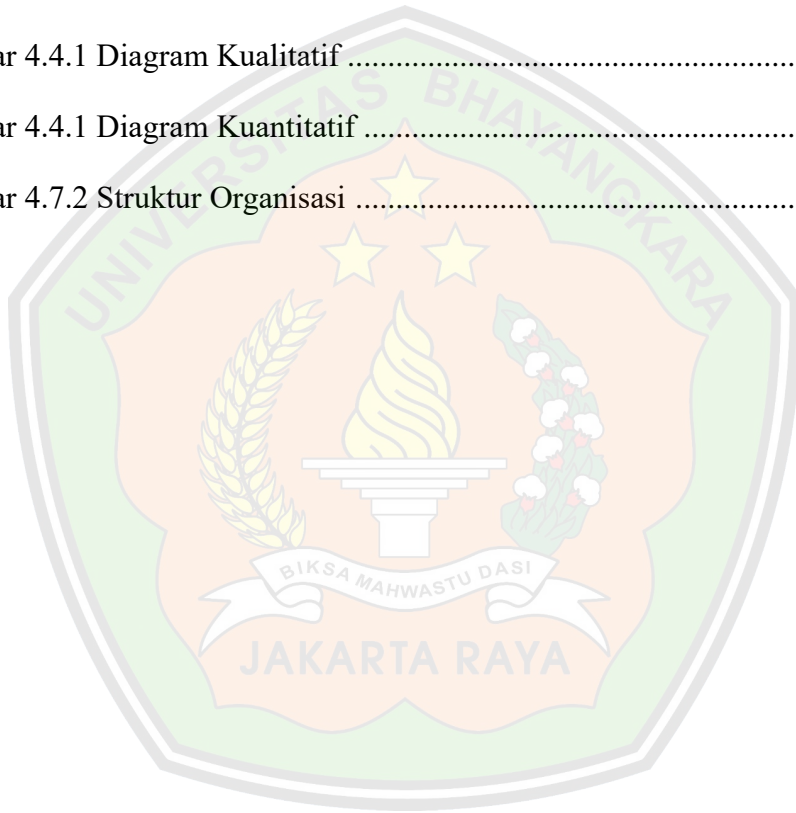 ar 4.4.1 Diagram Kualitatif ........................................................
ar 4.4.1 Diagram Kuantitatif ......................................................
ar 4.7.2 Struktur Organisasi .......................................................
UNIVERSITAS BHAYANGKARA
BIKSA MAHWASTU DASI
JAKARTA RAYA